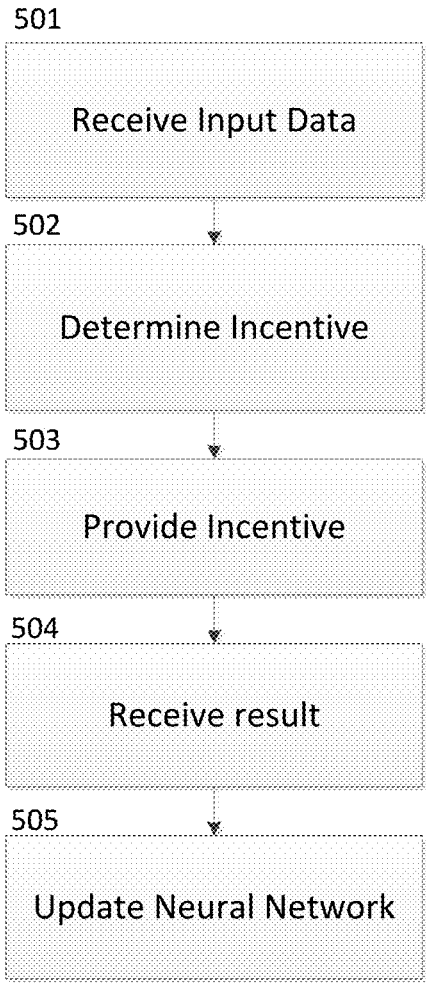 501
Receive Input Data
502
Determine Incentive
503
Provide Incentive
504
Receive result
505
Update Neural Network